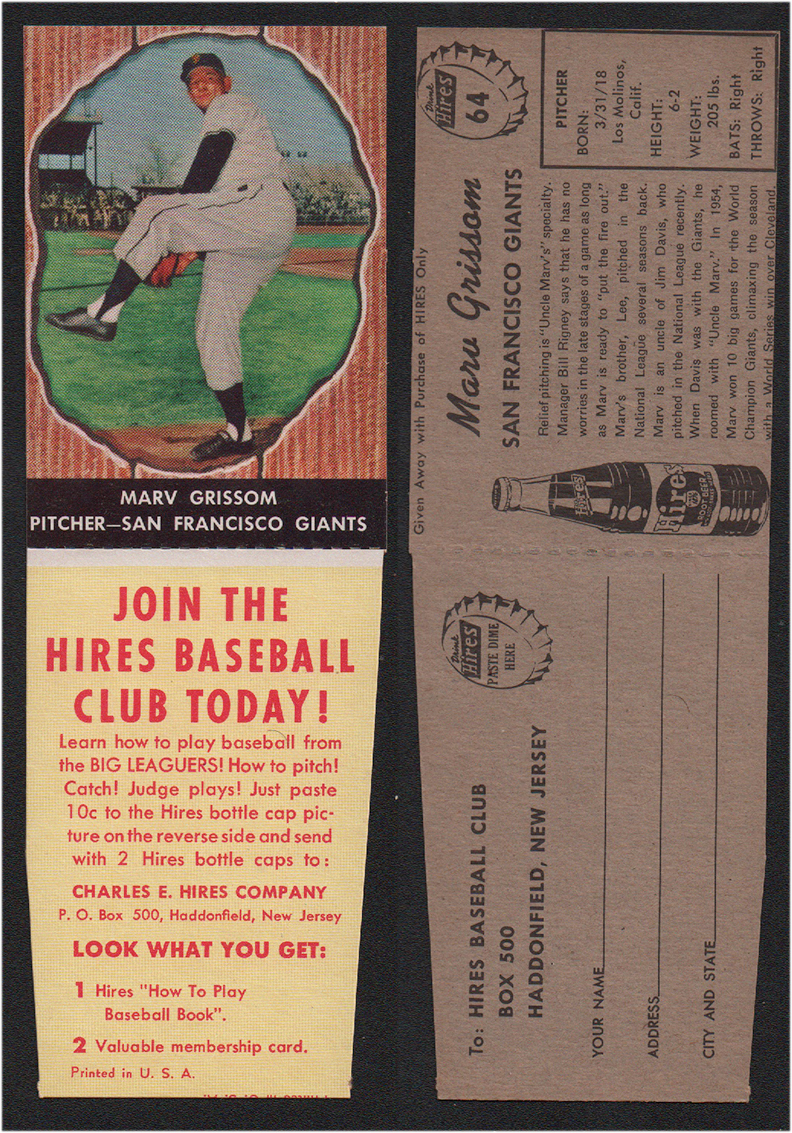 MARV GRISSOM
PITCHER—SAN FRANCISCO GIANTS
JOIN THE
HIRES BASEBALL
CLUB TODAY!
Learn how to play baseball from
the BIG LEAGUERS! How to pitch!
Catch! Judge plays! Just paste
10c to the Hires bottle cap pic-
ture on the reverse side and send
with 2 Hires bottle caps to:
CHARLES E. HIRES COMPANY
P. O. Box 500, Haddonfield, New Jersey
LOOK WHAT YOU GET:
1 Hires "How To Play
Baseball Book".
2 Valuable membership card.
Printed in U. S. A.
Drink
Hires
64
PITCHER
BORN:
3/31/18
Los Molinos,
Calif.
HEIGHT:
6-2
WEIGHT:
205 lbs.
BATS: Right
THROWS: Right
Given Away with Purchase of HIRES Only
Marv Grissom
SAN FRANCISCO GIANTS
Relief pitching is "Uncle Marv's" specialty.
Manager Bill Rigney says that he has no
worries in the late stages of a game as long
as Marv is ready to "put the fire out."
Marv's brother, Lee, pitched in the
National League several seasons back.
Marv is an uncle of Jim Davis, who
pitched in the National League recently.
When Davis was with the Giants, he
roomed with "Uncle Marv." In 1954,
Marv won 10 big games for the World
Champion Giants, climaxing the season
with a World Series win over Cleveland.
Hires
Hires
ROOT BEER
Drink
Hires
PASTE DIME
HERE
To: HIRES BASEBALL CLUB
BOX 500
HADDONFIELD, NEW JERSEY
YOUR NAME
ADDRESS
CITY AND STATE